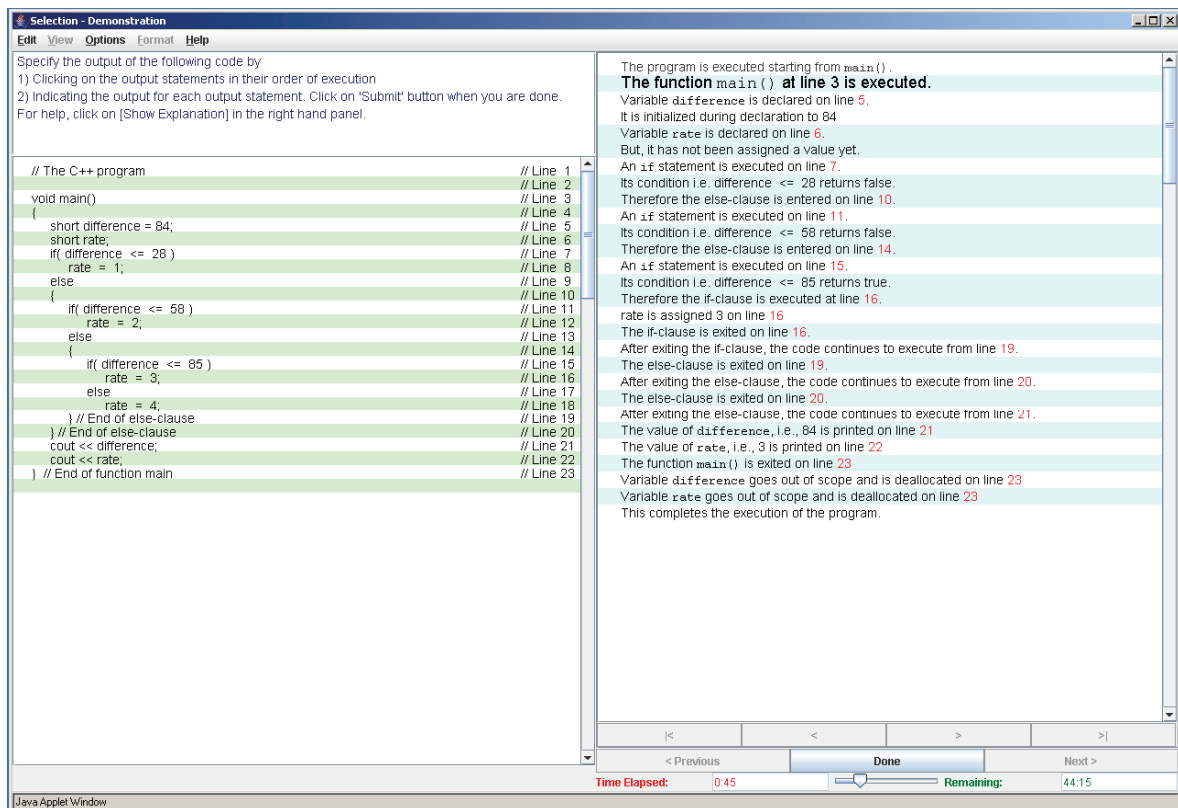 Selection - Demonstration
Edit View Options Format Help
Specify the output of the following code by
1) Clicking on the output statements in their order of execution
2) Indicating the output for each output statement. Click on 'Submit' button when you are done.
For help, click on [Show Explanation] in the right hand panel.
// The C++ program // Line 1
// Line 2
void main() // Line 3
{ // Line 4
short difference = 84; // Line 5
short rate; // Line 6
if( difference <= 28 ) // Line 7
rate = 1; // Line 8
else // Line 9
{ // Line 10
if( difference <= 58 ) // Line 11
rate = 2; // Line 12
else // Line 13
{ // Line 14
if( difference <= 85 ) // Line 15
rate = 3; // Line 16
else // Line 17
rate = 4; // Line 18
} // End of else-clause // Line 19
} // End of else-clause // Line 20
cout << difference; // Line 21
cout << rate; // Line 22
} // End of function main // Line 23
The program is executed starting from main().
The function main() at line 3 is executed.
Variable difference is declared on line 5.
It is initialized during declaration to 84
Variable rate is declared on line 6.
But, it has not been assigned a value yet.
An if statement is executed on line 7.
Its condition i.e. difference <= 28 returns false.
Therefore the else-clause is entered on line 10.
An if statement is executed on line 11.
Its condition i.e. difference <= 58 returns false.
Therefore the else-clause is entered on line 14.
An if statement is executed on line 15.
Its condition i.e. difference <= 85 returns true.
Therefore the if-clause is executed at line 16.
rate is assigned 3 on line 16
The if-clause is exited on line 16.
After exiting the if-clause, the code continues to execute from line 19.
The else-clause is exited on line 19.
After exiting the else-clause, the code continues to execute from line 20.
The else-clause is exited on line 20.
After exiting the else-clause, the code continues to execute from line 21.
The value of difference, i.e., 84 is printed on line 21
The value of rate, i.e., 3 is printed on line 22
The function main() is exited on line 23
Variable difference goes out of scope and is deallocated on line 23
Variable rate goes out of scope and is deallocated on line 23
This completes the execution of the program.
|< < > >|
< Previous Done Next >
Time Elapsed: 0:45 Remaining: 44:15
Java Applet Window